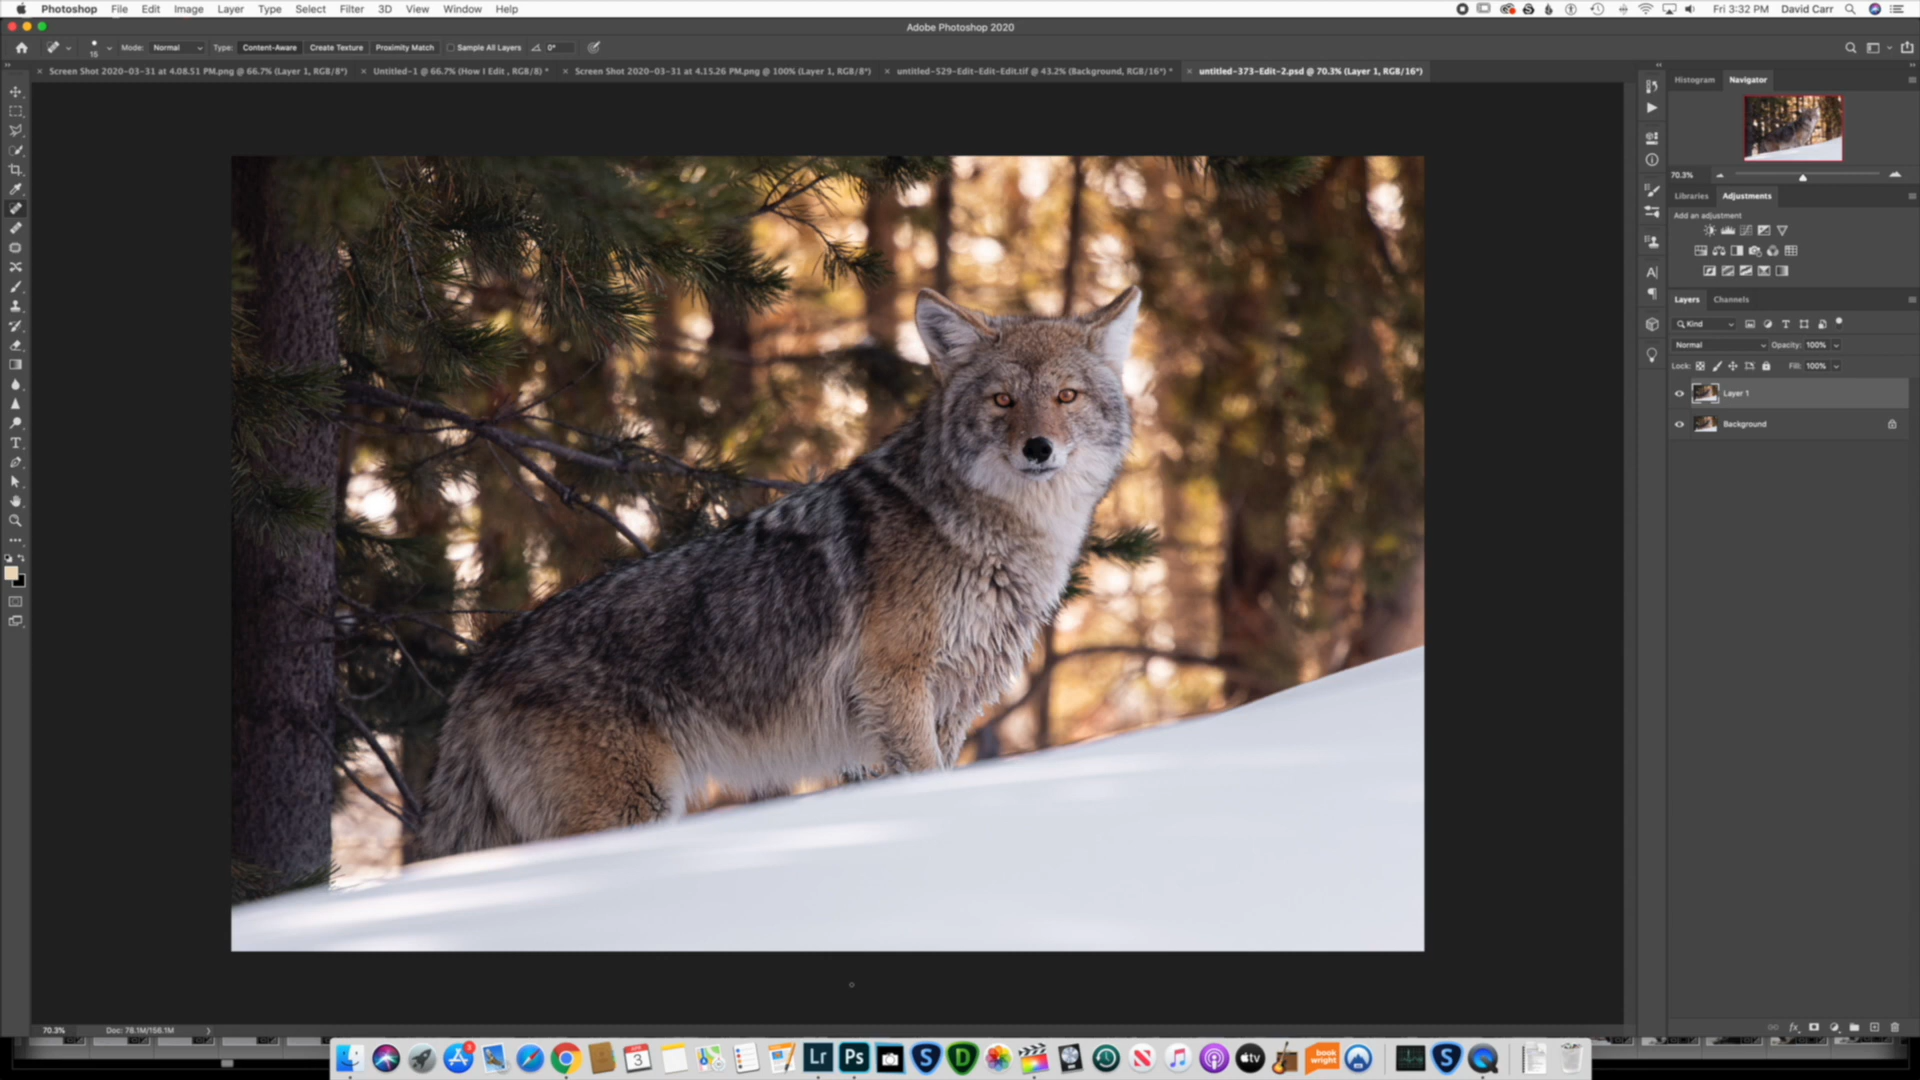 Photoshop File Edit Image Layer Type Select Filter 3D View Window Help Fri 3:32 PM David Carr
Adobe Photoshop 2020
15 Mode: Normal Type: Content-Aware Create Texture Proximity Match Sample All Layers 0°
Screen Shot 2020-03-31 at 4.08.51 PM.png @ 66.7% (Layer 1, RGB/8*) Untitled-1 @ 66.7% (How I Edit , RGB/8) * Screen Shot 2020-03-31 at 4.15.26 PM.png @ 100% (Layer 1, RGB/8*) untitled-529-Edit-Edit-Edit.tif @ 43.2% (Background, RGB/16*) * untitled-373-Edit-2.psd @ 70.3% (Layer 1, RGB/16*)
Histogram Navigator
70.3%
Libraries Adjustments
Add an adjustment
Layers Channels
Kind
Normal Opacity: 100%
Lock: Fill: 100%
Layer 1
Background
70.3% Doc: 78.1M/156.1M
3 Lr Ps S D book wright tv S